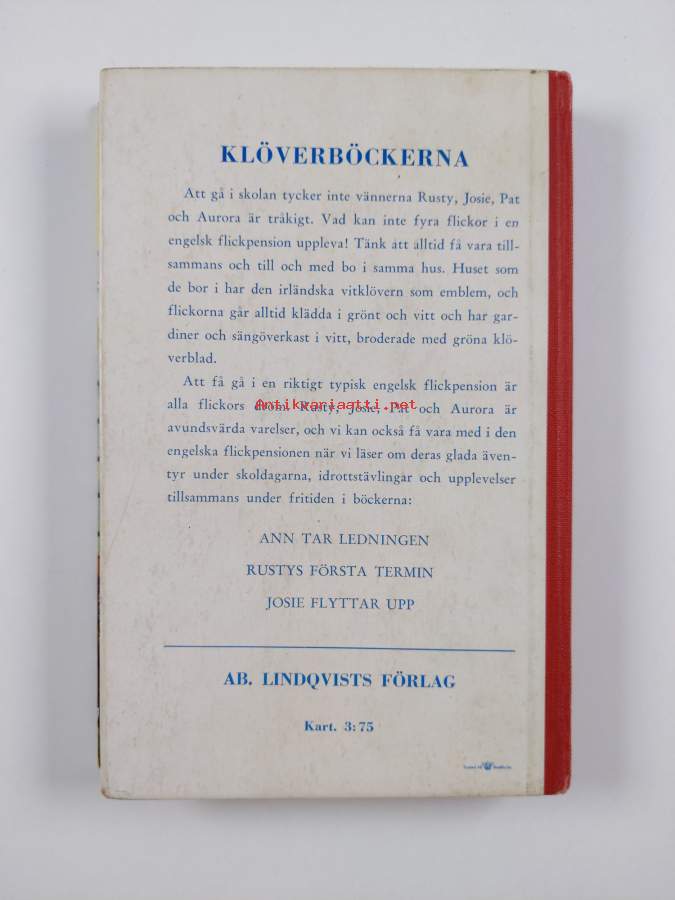 KLÖVERBÖCKERNA
Att gå i skolan tycker inte vännerna Rusty, Josie, Pat
och Aurora är tråkigt. Vad kan inte fyra flickor i en
engelsk flickpension uppleva! Tänk att alltid få vara till-
sammans och till och med bo i samma hus. Huset som
de bor i har den irländska vitklövern som emblem, och
flickorna går alltid klädda i grönt och vitt och har gar-
diner och sängöverkast i vitt, broderade med gröna klö-
verblad.
Att få gå i en riktigt typisk engelsk flickpension är
alla flickors dröm. Rusty, Josie, Pat och Aurora är
Antikvariaatti.net
avundsvärda varelser, och vi kan också få vara med i den
engelska flickpensionen när vi läser om deras glada även-
tyr under skoldagarna, idrottstävlingar och upplevelser
tillsammans under fritiden i böckerna:
ANN TAR LEDNINGEN
RUSTYS FÖRSTA TERMIN
JOSIE FLYTTAR UPP
AB. LINDQVISTS FÖRLAG
Kart. 3:75